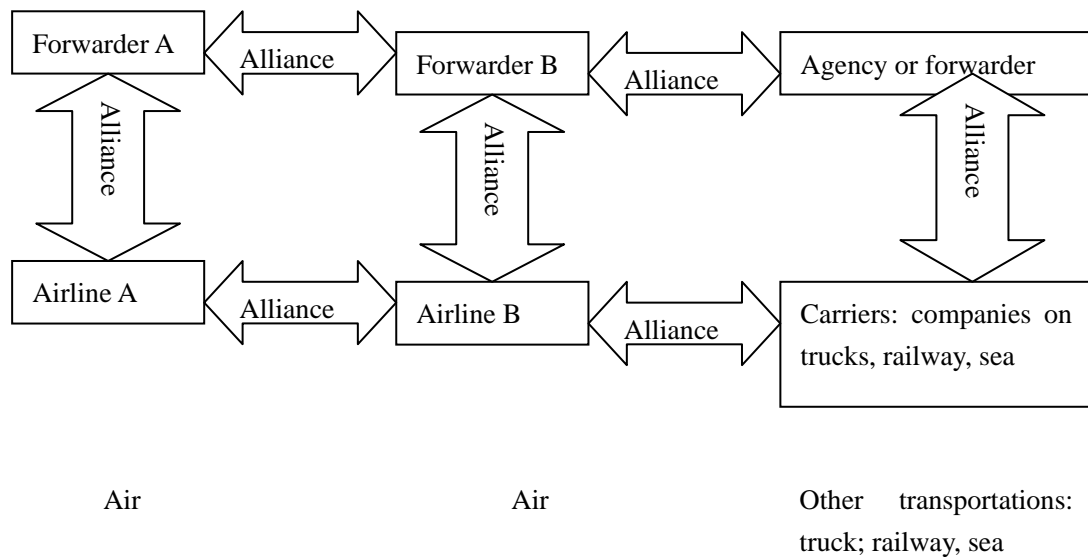 Forwarder A
Alliance
Forwarder B
Alliance
Agency or forwarder
Alliance
Alliance
Alliance
Airline A
Alliance
Airline B
Alliance
Carriers: companies on
trucks, railway, sea
Air
Air
Other transportations:
truck; railway, sea